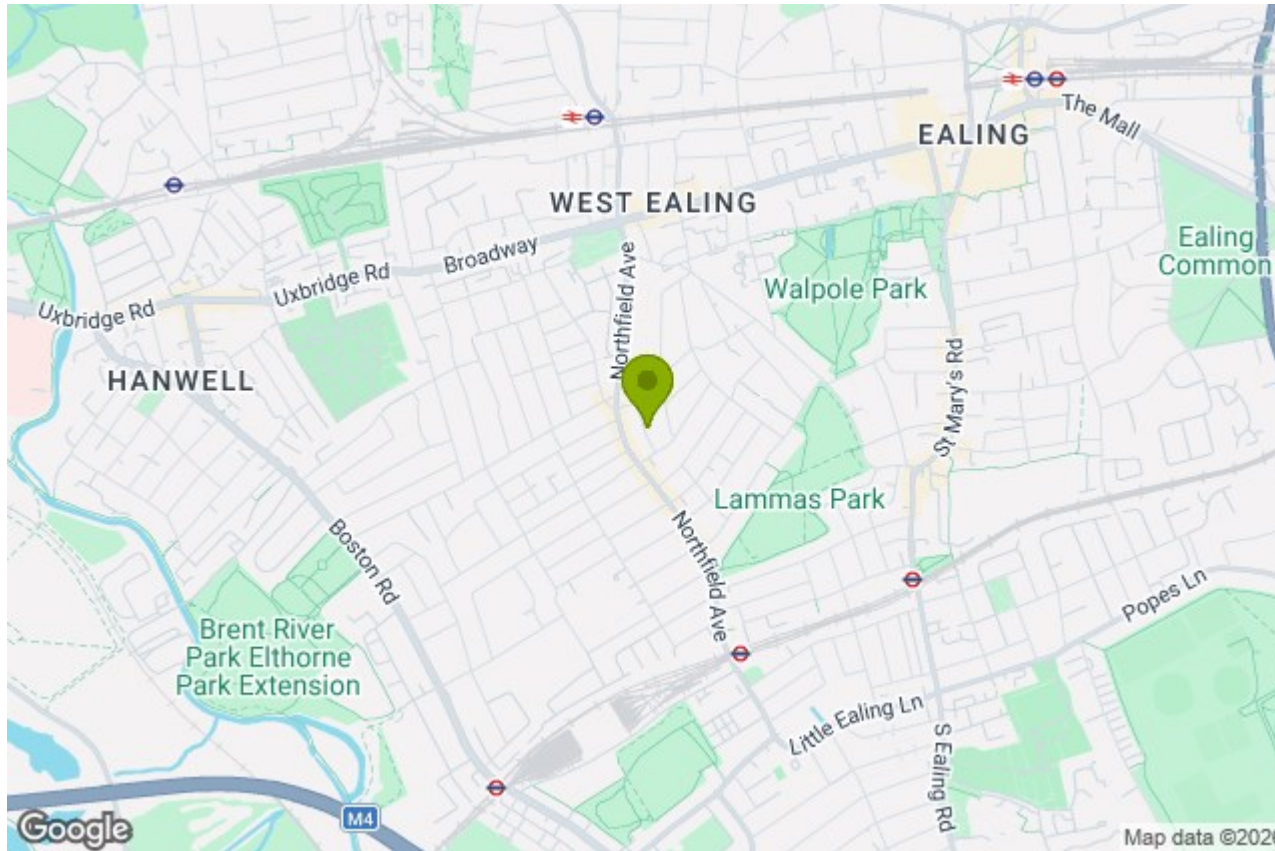 The Mall
EALING
WEST EALING
Ealing
Common
Broadway
Northfield Ave
Uxbridge Rd
Walpole Park
Uxbridge Rd
HANWELL
St Mary's Rd
Lammas Park
Northfield Ave
Boston Rd
Popes Ln
Brent River
Park Elthorne
Park Extension
Little Ealing Ln
S Ealing Rd
M4
Google
Map data ©2026